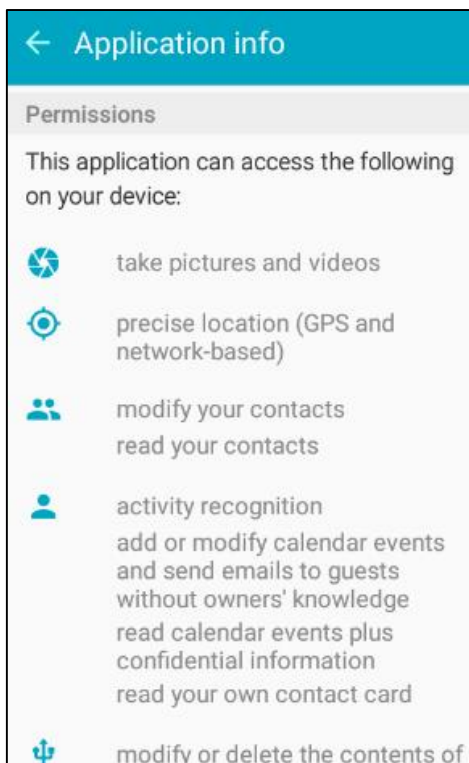 Application info
Permissions
This application can access the following
on your device:
take pictures and videos
precise location (GPS and
network-based)
modify your contacts
read your contacts
activity recognition
add or modify calendar events
and send emails to guests
without owners' knowledge
read calendar events plus
confidential information
read your own contact card
modify or delete the contents of